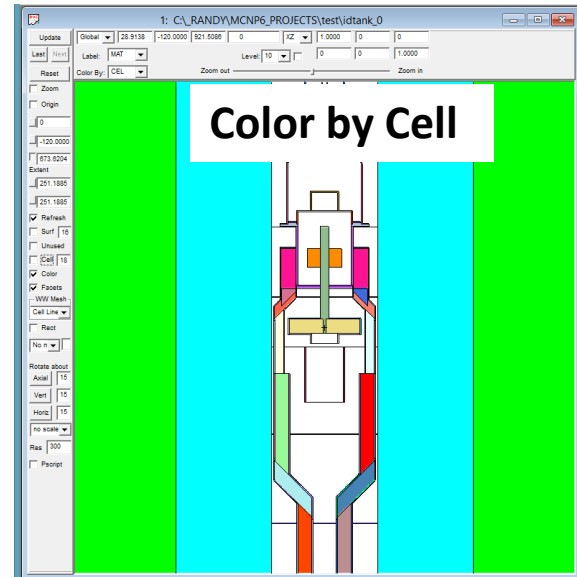 1: C:\_RANDY\MCNP6_PROJECTS\test\idtank_0
Update Global 28.9138 -120.0000 921.5086 0 XZ 1.0000 0 0
Last Next Label: MAT Level: 10 0 0 1.0000
Reset Color By: CEL Zoom out Zoom in
Zoom
Origin
0
-120.0000
673.6204
Extent
251.1885
251.1885
Refresh
Surf 16
Unused
Cell 18
Color
Facets
WW Mesh
Cell Line
Rect
No n
Rotate about
Axial 15
Vert 15
Horiz 15
no scale
Res 300
Pscript
Color by Cell